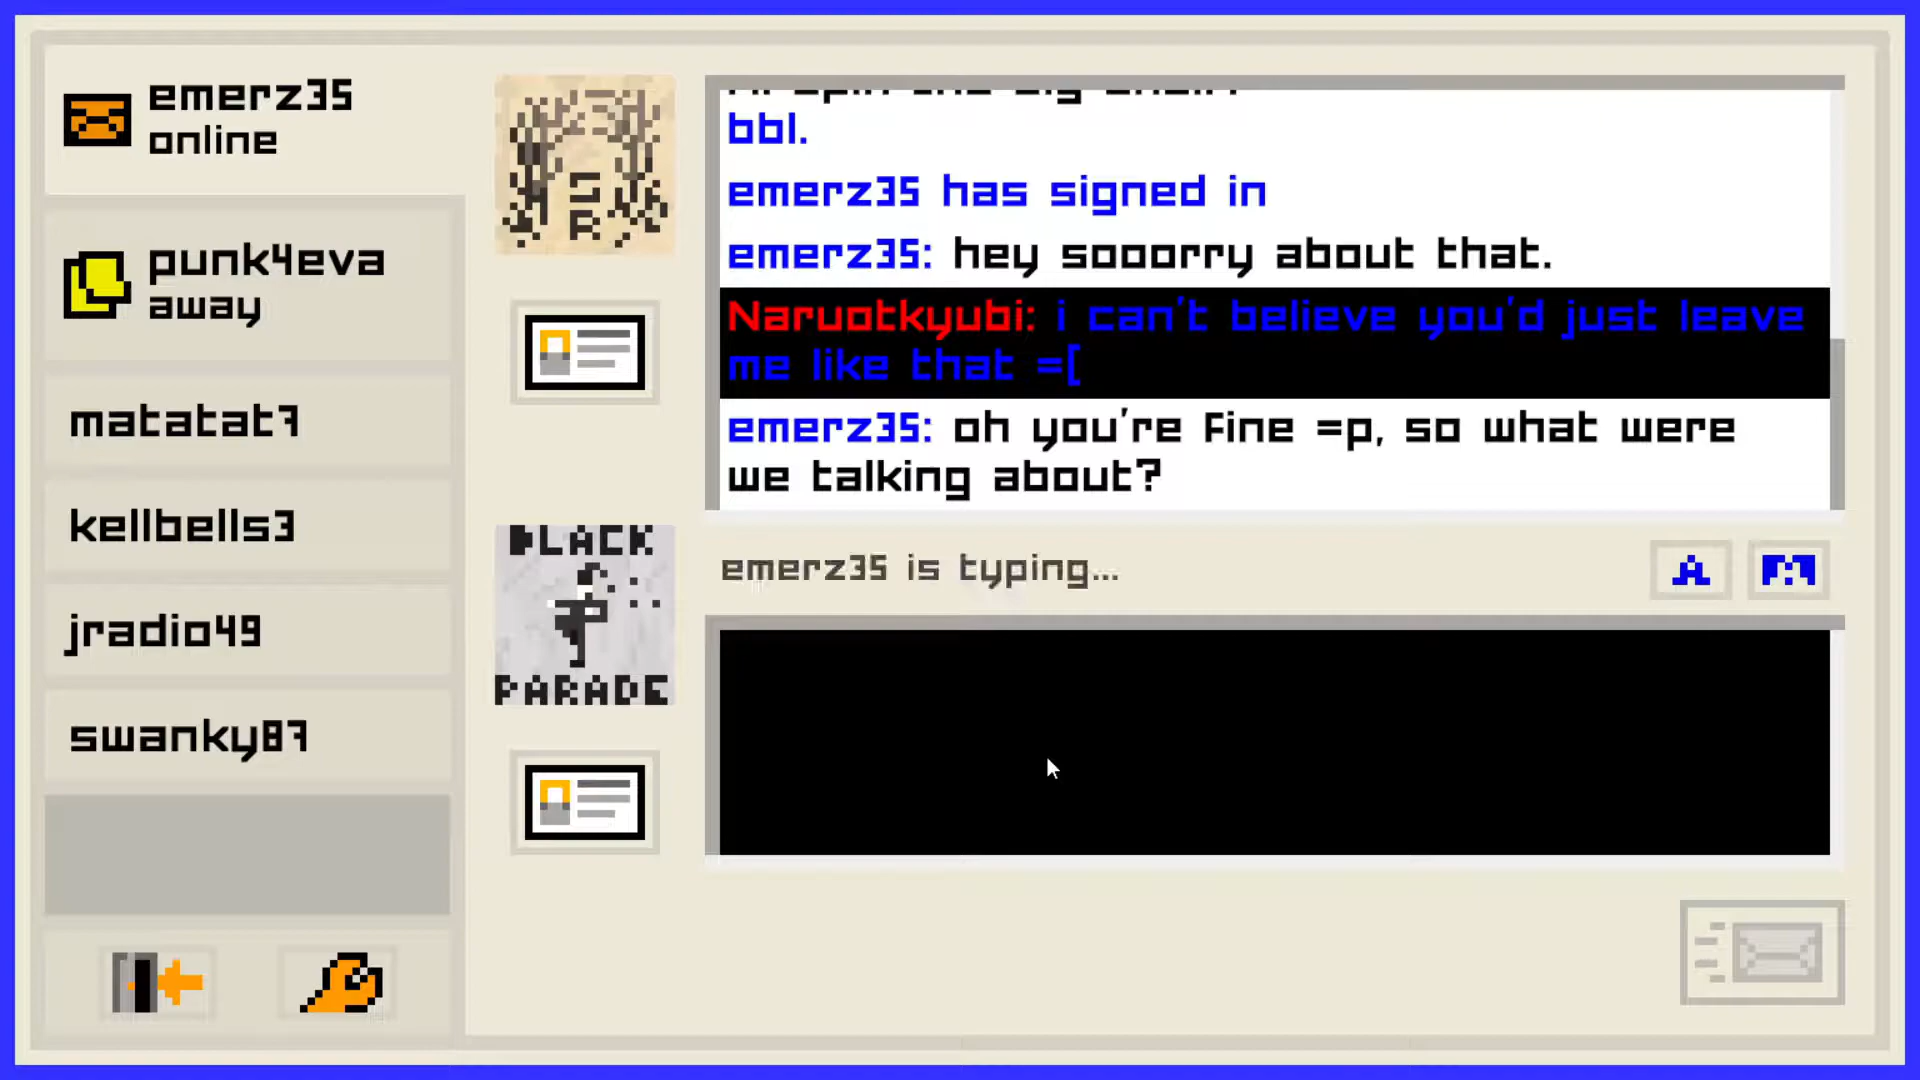 emerz35
online
punk4eva
away
matatat7
kellbells3
jradio49
swanky87
S
R
BLACK
PARADE
bbl.
emerz35 has signed in
emerz35: hey sooorry about that.
Naruotkyubi: i can't believe you'd just leave
me like that =[
emerz35: oh you're fine =p, so what were
we talking about?
emerz35 is typing...
A